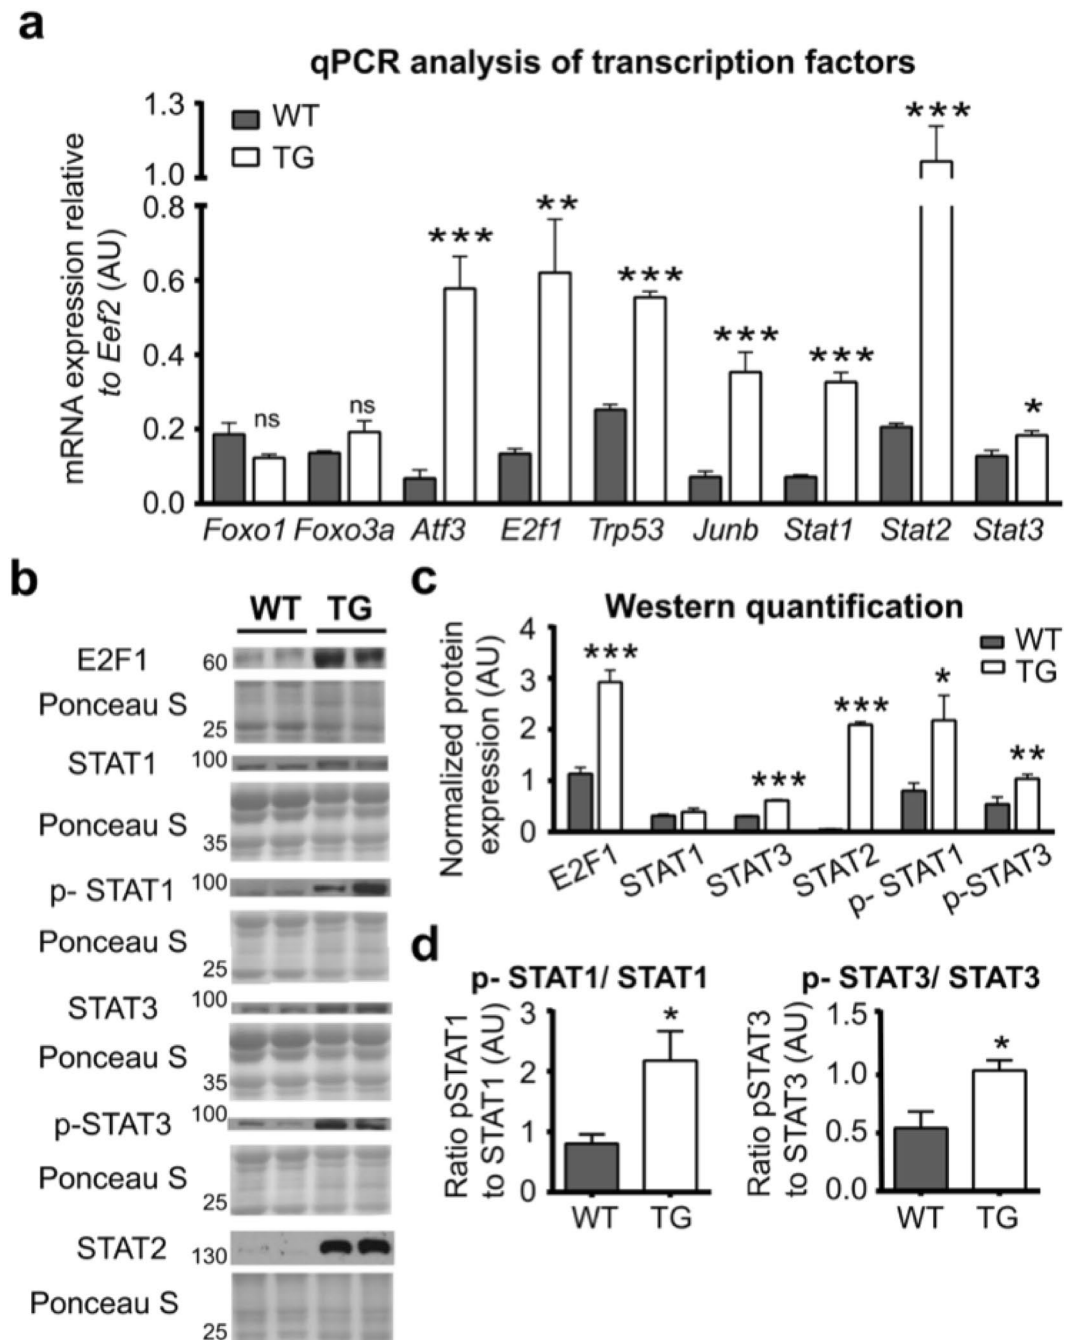 a
qPCR analysis of transcription factors
mRNA expression relative
to Eef2 (AU)
1.3
1.0
0.8
0.6
0.4
0.2
0.0
WT
TG
ns
ns
***
**
***
***
***
***
*
Foxo1 Foxo3a Atf3 E2f1 Trp53 Junb Stat1 Stat2 Stat3
b
WT TG
E2F1 60
Ponceau S 25
STAT1 100
Ponceau S 35
p- STAT1 100
Ponceau S 25
STAT3 100
Ponceau S 35
p-STAT3 100
Ponceau S 25
STAT2 130
Ponceau S 25
c
Western quantification
Normalized protein
expression (AU)
4
3
2
1
0
WT
TG
***
***
***
*
**
E2F1 STAT1 STAT3 STAT2 p- STAT1 p-STAT3
d
p- STAT1/ STAT1
Ratio pSTAT1
to STAT1 (AU)
3
2
1
0
*
WT TG
p- STAT3/ STAT3
Ratio pSTAT3
to STAT3 (AU)
1.5
1.0
0.5
0.0
*
WT TG